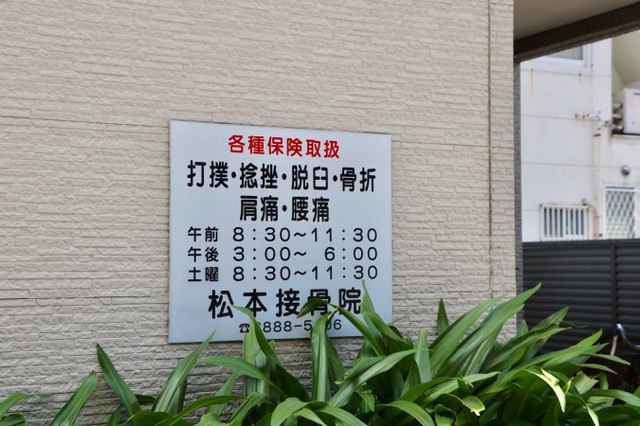 各種保険取扱
打撲・捻挫・脱臼・骨折
肩痛・腰痛
午前 8：30～11：30
午後 3：00～ 6：00
土曜 8：30～11：30
松本接骨院